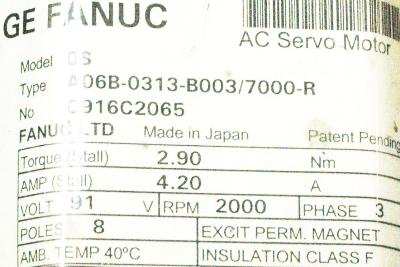 GE FANUC
AC Servo Motor
Model 0S
Type A06B-0313-B003/7000-R
No C916C2065
FANUC LTD Made in Japan Patent Pending
Torque (Stall) 2.90 Nm
AMP (Stall) 4.20 A
VOLT 91 V RPM 2000 PHASE 3
POLES 8 EXCIT PERM. MAGNET
AMB. TEMP 40ºC INSULATION CLASS F